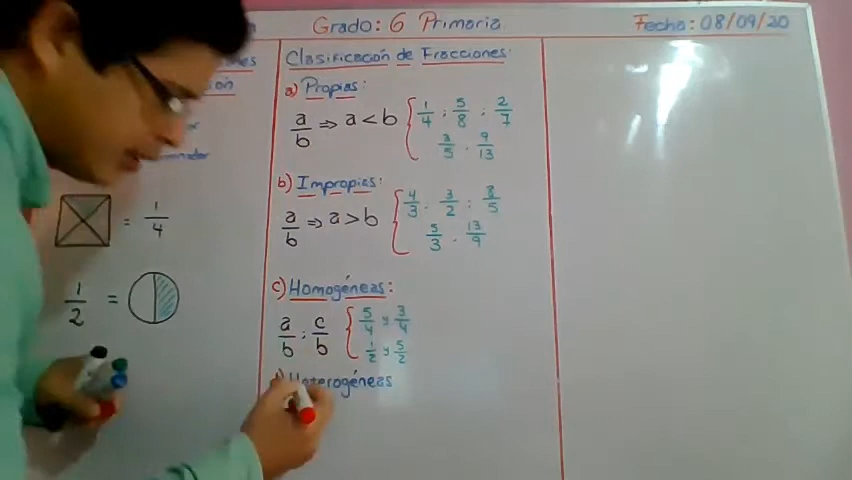 Grado: 6 Primaria
Fecha: 08/09/20
Clasificación de Fracciones:
a) Propias:
a/b ⇒ a < b { 1/4 ; 5/8 ; 2/7
3/5 . 9/13
b) Impropias:
a/b ⇒ a > b { 4/3 . 3/2 ; 8/5
5/3 . 13/9
c) Homogéneas:
a/b ; c/b { 5/4 y 3/4
1/2 y 5/2
Heterogéneas
= 1/4
1/2 =